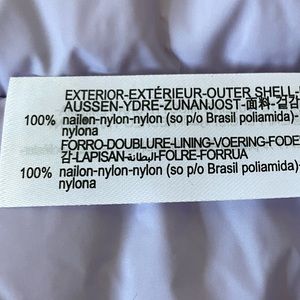 EXTERIOR-EXTÉRIEUR-OUTER SHELL-
AUSSEN-YDRE-ZUNANJOST-面料-겉감
100% nailon-nylon-nylon (so p/o Brasil poliamida)-
nylona
FORRO-DOUBLURE-LINING-VOERING-FODE
감-LAPISAN-البطانة-FOLRE-FORRUA
100% nailon-nylon-nylon (so p/o Brasil poliamida)-
nylona